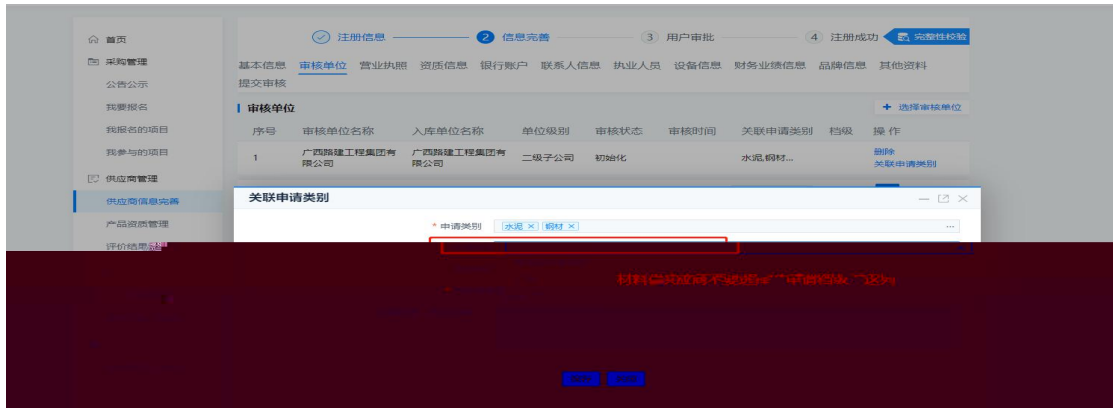 首页
采购管理
公告公示
我要报名
我报名的项目
我参与的项目
供应商管理
供应商信息完善
产品资质管理
评价结果
注册信息 2 信息完善 3 用户审批 4 注册成功 完整性校验
基本信息 审核单位 营业执照 资质信息 银行账户 联系人信息 执业人员 设备信息 财务业绩信息 品牌信息 其他资料
提交审核
审核单位 + 选择审核单位
序号 审核单位名称 入库单位名称 单位级别 审核状态 审核时间 关联申请类别 档级 操作
1 广西路建工程集团有限公司 广西路建工程集团有限公司 二级子公司 初始化 水泥,钢材... 删除
关联申请类别
关联申请类别
* 申请类别 水泥 × 钢材 × ...